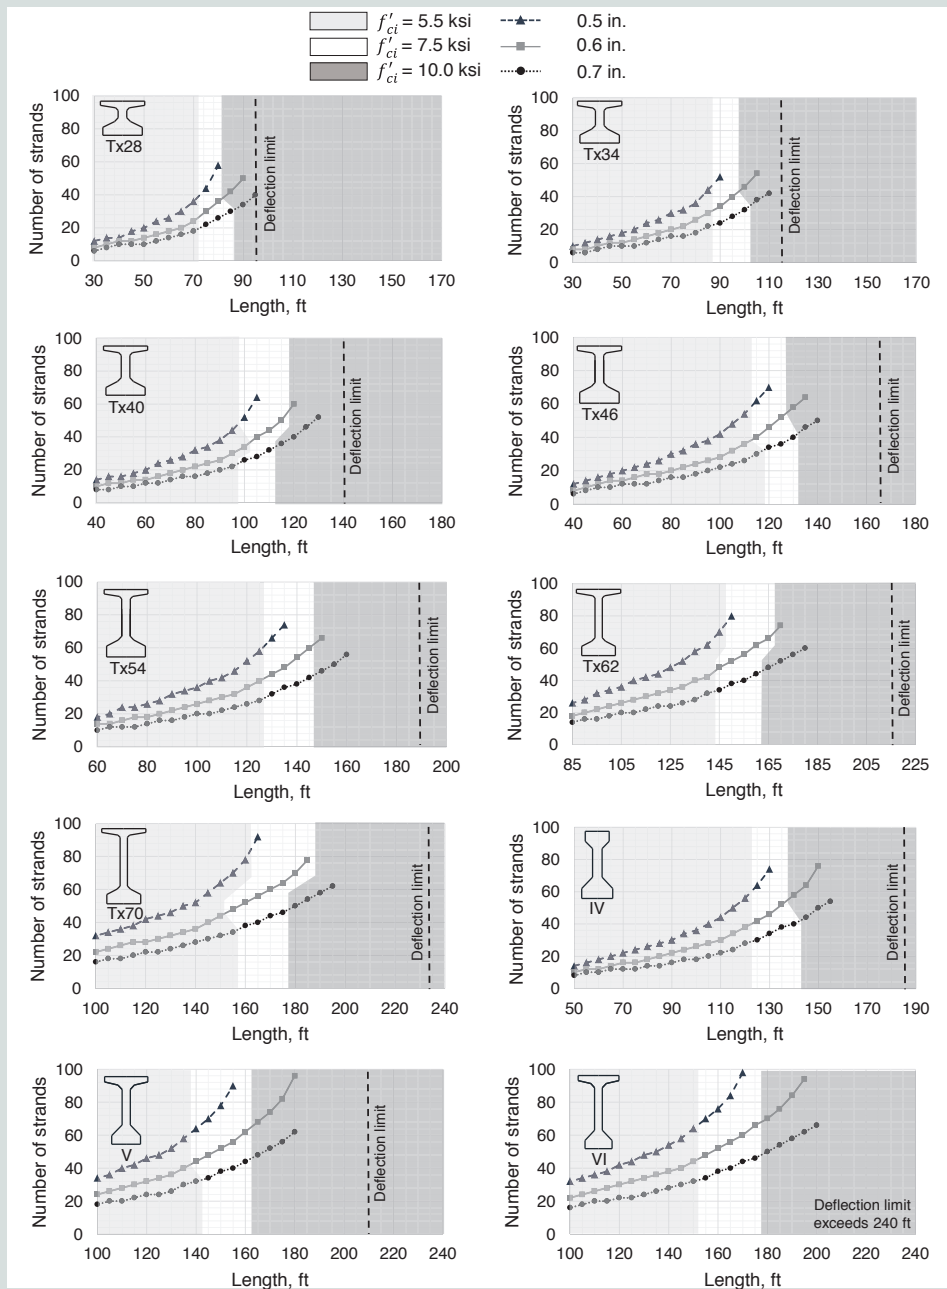 f′ci = 5.5 ksi 0.5 in.
f′ci = 7.5 ksi 0.6 in.
f′ci = 10.0 ksi 0.7 in.
Number of strands
100
80
60
40
20
0
Tx28
Deflection limit
30 50 70 90 110 130 150 170
Length, ft
Number of strands
100
80
60
40
20
0
Tx34
Deflection limit
30 50 70 90 110 130 150 170
Length, ft
Number of strands
100
80
60
40
20
0
Tx40
Deflection limit
40 60 80 100 120 140 160 180
Length, ft
Number of strands
100
80
60
40
20
0
Tx46
Deflection limit
40 60 80 100 120 140 160 180
Length, ft
Number of strands
100
80
60
40
20
0
Tx54
Deflection limit
60 80 100 120 140 160 180 200
Length, ft
Number of strands
100
80
60
40
20
0
Tx62
Deflection limit
85 105 125 145 165 185 205 225
Length, ft
Number of strands
100
80
60
40
20
0
Tx70
Deflection limit
100 120 140 160 180 200 220 240
Length, ft
Number of strands
100
80
60
40
20
0
IV
Deflection limit
50 70 90 110 130 150 170 190
Length, ft
Number of strands
100
80
60
40
20
0
V
Deflection limit
100 120 140 160 180 200 220 240
Length, ft
Number of strands
100
80
60
40
20
0
VI
Deflection limit
exceeds 240 ft
100 120 140 160 180 200 220 240
Length, ft